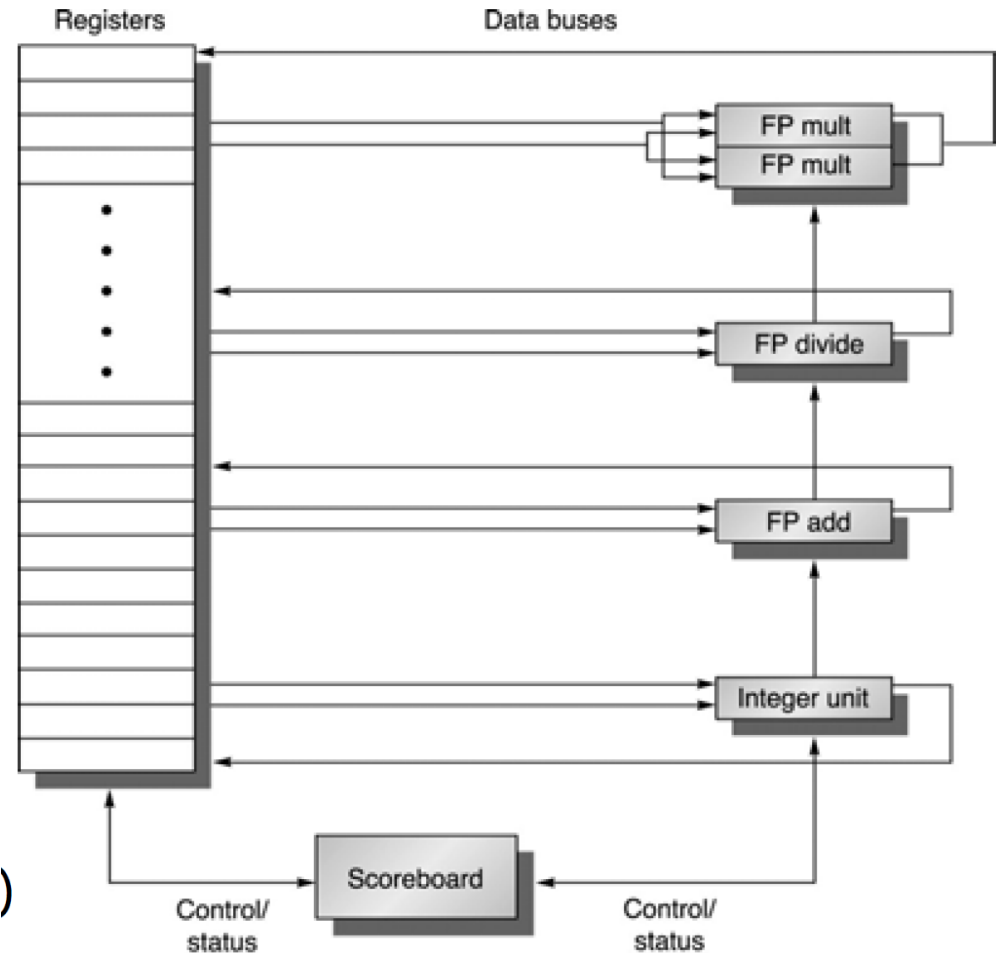 Registers
Data buses
FP mult
FP mult
FP divide
FP add
Integer unit
Scoreboard
)
Control/
status
Control/
status